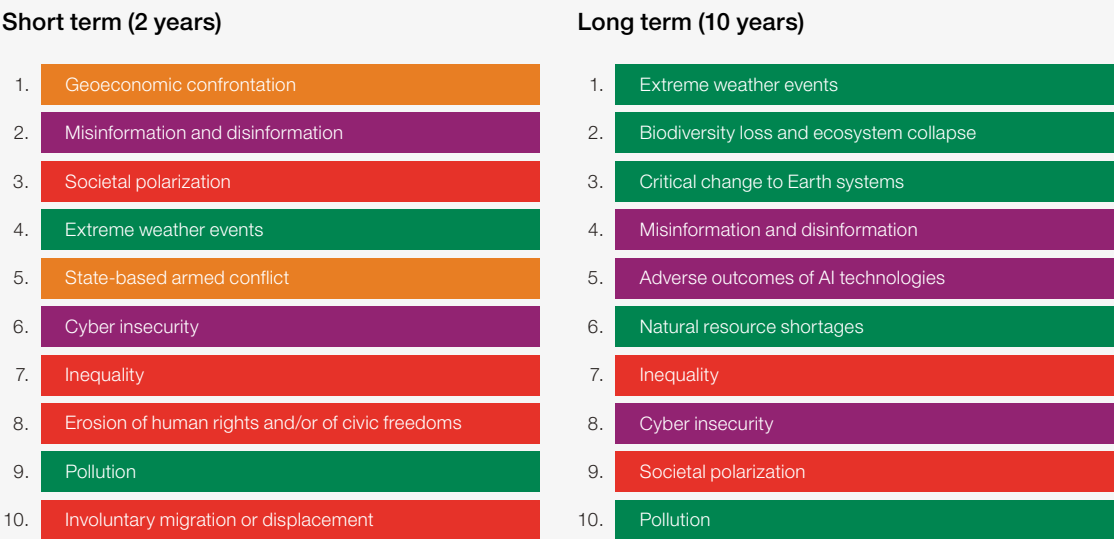 Short term (2 years)
1. Geoeconomic confrontation
2. Misinformation and disinformation
3. Societal polarization
4. Extreme weather events
5. State-based armed conflict
6. Cyber insecurity
7. Inequality
8. Erosion of human rights and/or of civic freedoms
9. Pollution
10. Involuntary migration or displacement
Long term (10 years)
1. Extreme weather events
2. Biodiversity loss and ecosystem collapse
3. Critical change to Earth systems
4. Misinformation and disinformation
5. Adverse outcomes of AI technologies
6. Natural resource shortages
7. Inequality
8. Cyber insecurity
9. Societal polarization
10. Pollution